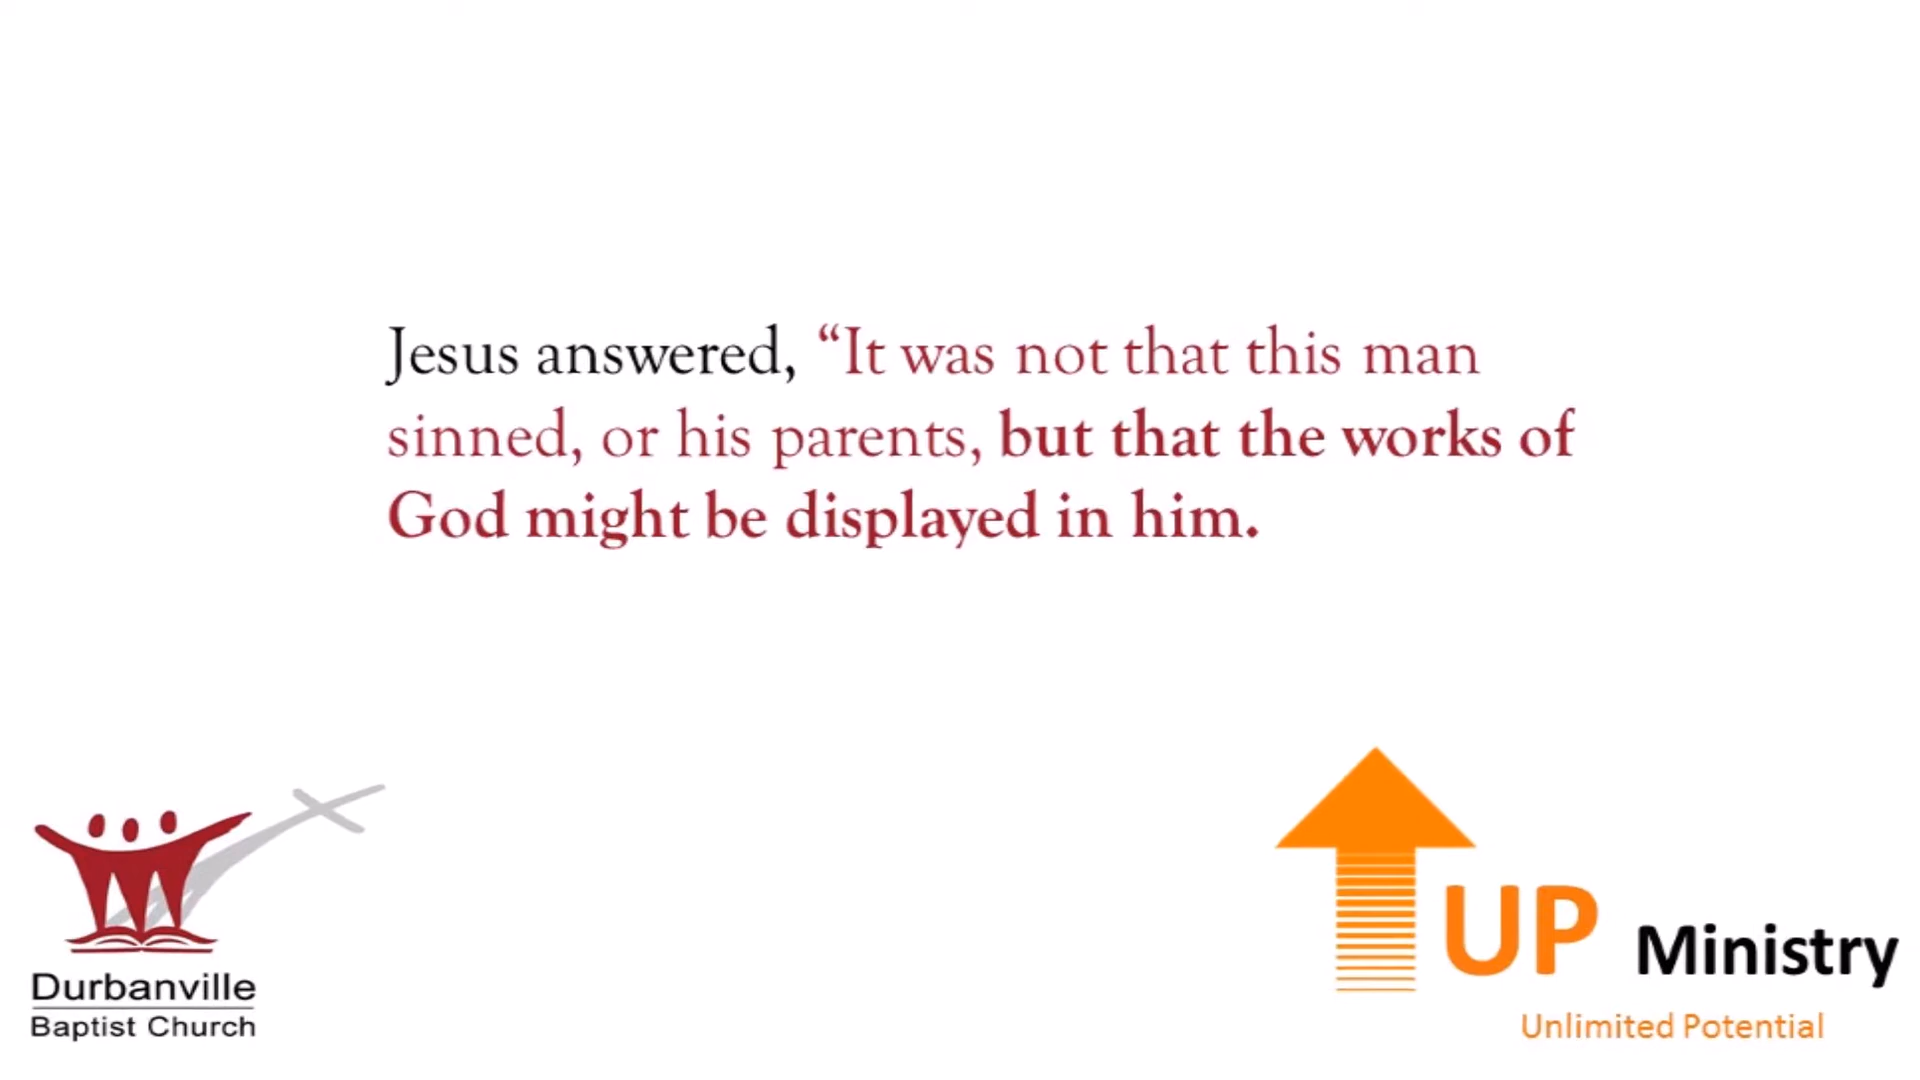 Jesus answered, “It was not that this man
sinned, or his parents, but that the works of
God might be displayed in him.
Durbanville
Baptist Church
UP Ministry
Unlimited Potential